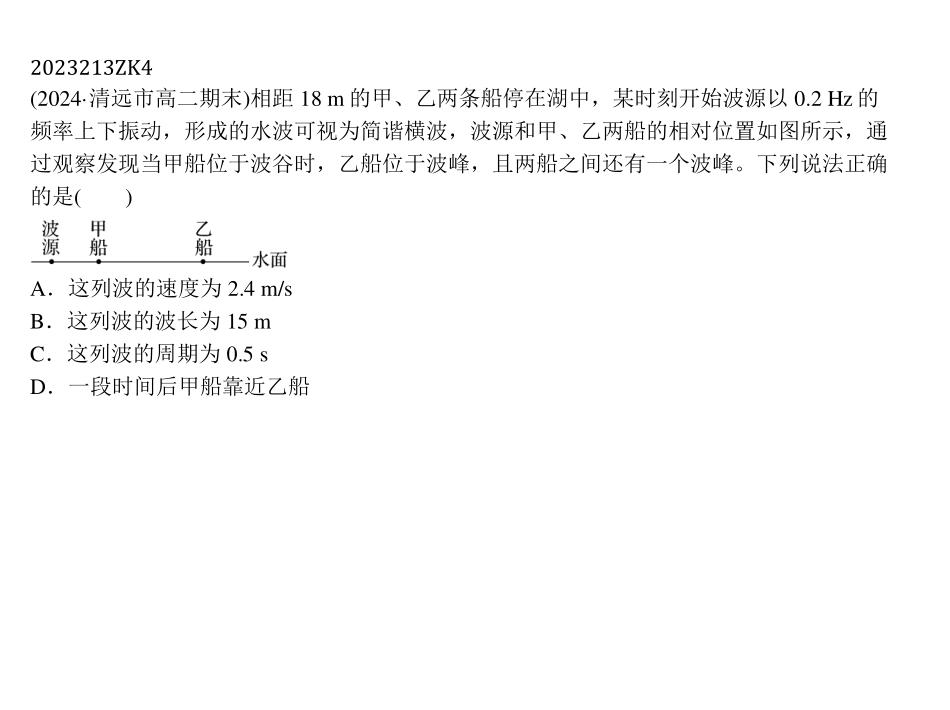 2023213ZK4
(2024·清远市高二期末)相距 18 m 的甲、乙两条船停在湖中，某时刻开始波源以 0.2 Hz 的
频率上下振动，形成的水波可视为简谐横波，波源和甲、乙两船的相对位置如图所示，通
过观察发现当甲船位于波谷时，乙船位于波峰，且两船之间还有一个波峰。下列说法正确
的是(　　)
波源 甲船 乙船
水面
A．这列波的速度为 2.4 m/s
B．这列波的波长为 15 m
C．这列波的周期为 0.5 s
D．一段时间后甲船靠近乙船